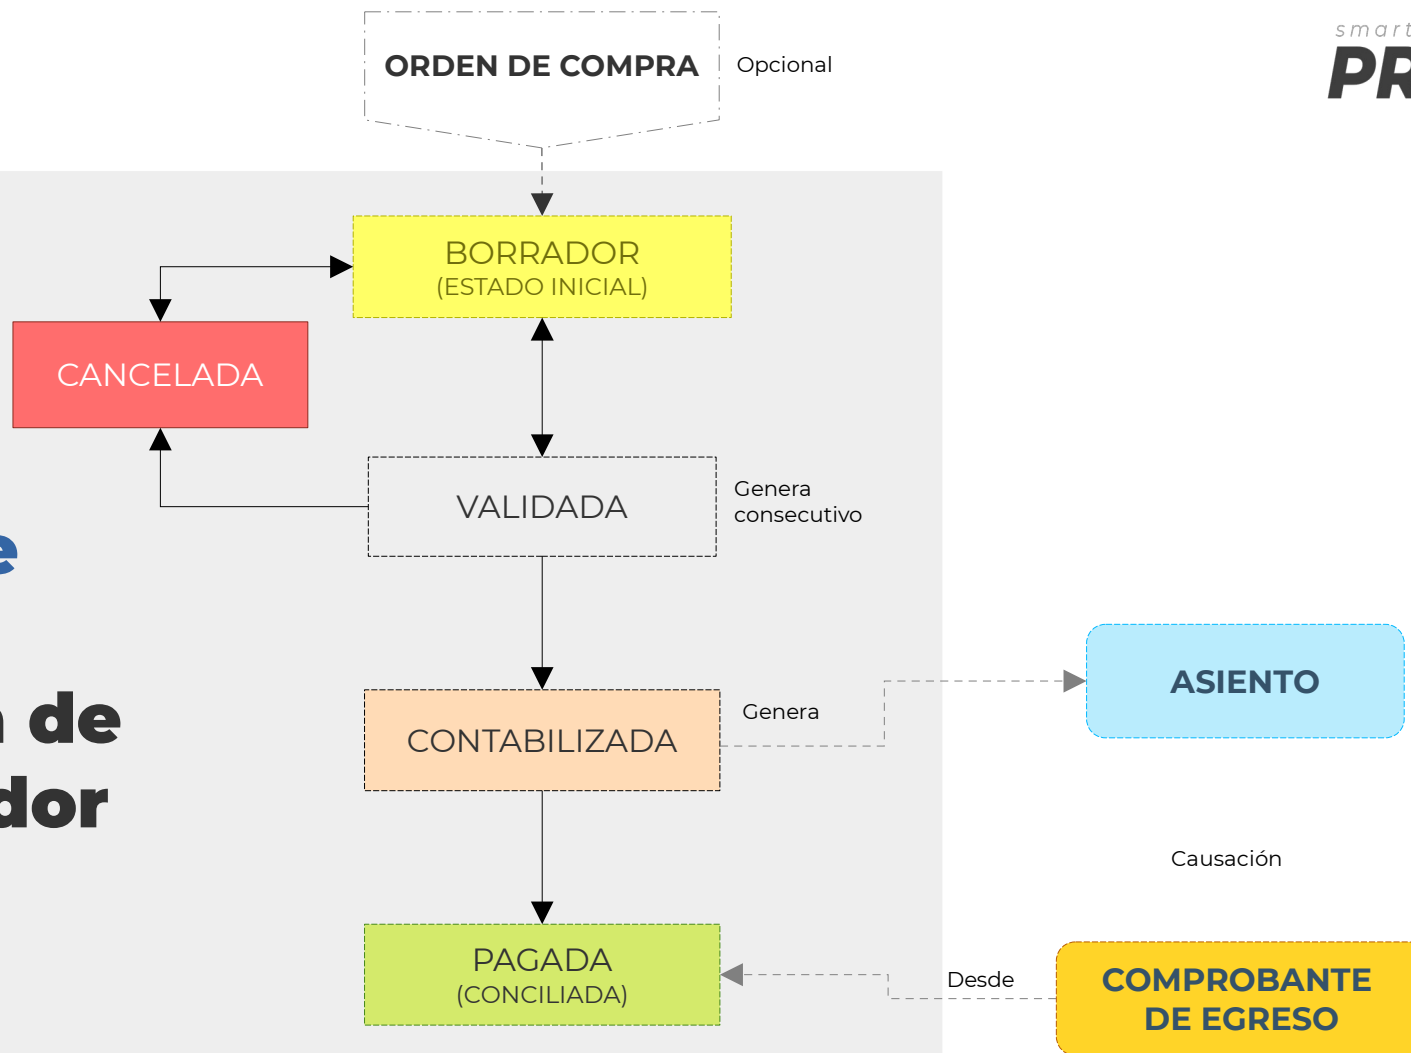 smart
PR
ORDEN DE COMPRA
Opcional
BORRADOR
(ESTADO INICIAL)
CANCELADA
VALIDADA
Genera
consecutivo
e
n de
dor
CONTABILIZADA
Genera
ASIENTO
Causación
PAGADA
(CONCILIADA)
Desde
COMPROBANTE
DE EGRESO